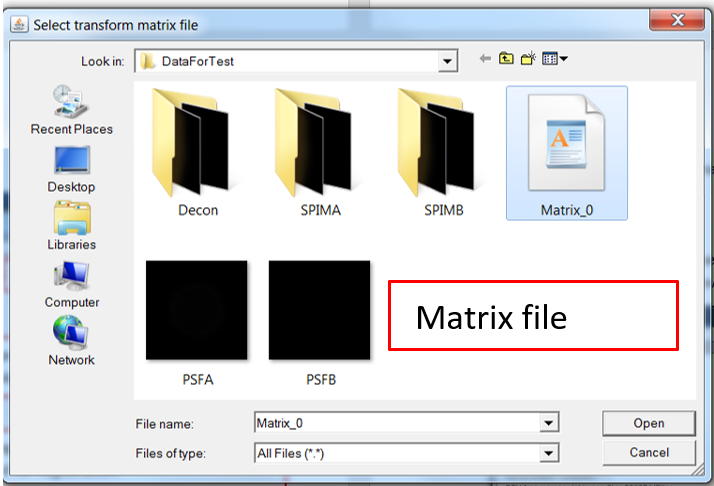 Select transform matrix file
Look in: DataForTest
Recent Places
Desktop
Libraries
Computer
Network
Decon SPIMA SPIMB Matrix_0
PSFA PSFB
Matrix file
File name: Matrix_0 Open
Files of type: All Files (*.*) Cancel